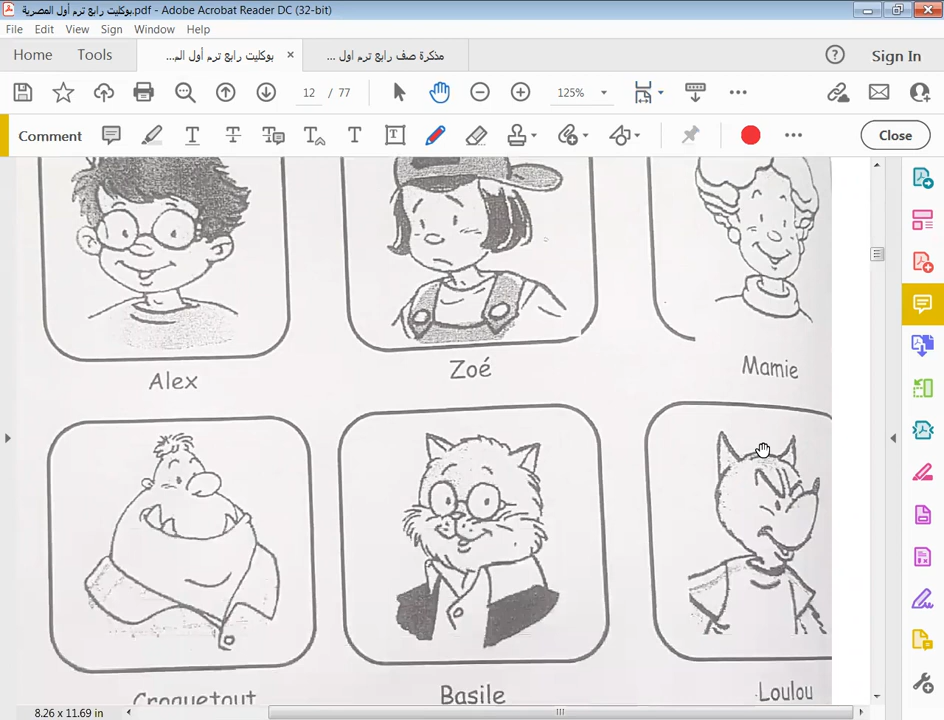 بوكليت رابع ترم أول المصرية.pdf - Adobe Acrobat Reader DC (32-bit)
File Edit View Sign Window Help
Home Tools بوكليت رابع ترم أول الم... × مذكرة صف رابع ترم اول ... ? Sign In
12 / 77 125%
Comment Close
Alex Zoé Mamie
Croquetout Basile Loulou
8.26 x 11.69 in